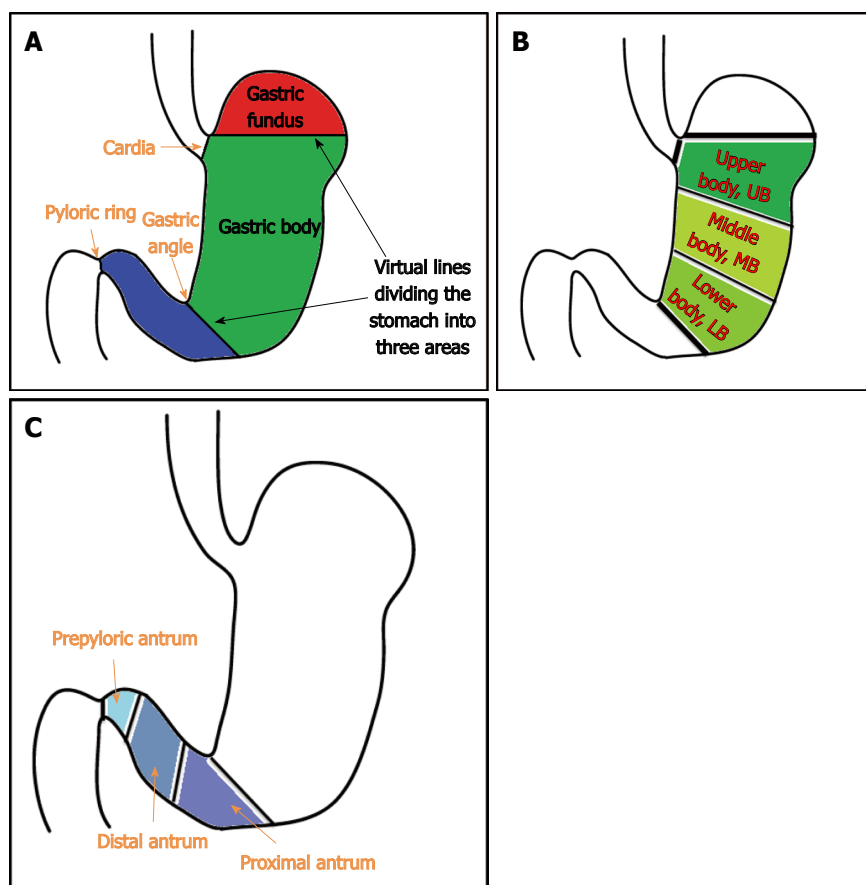 A
Gastric
fundus
Cardia
Pyloric ring
Gastric
angle
Gastric body
Virtual lines
dividing the
stomach into
three areas
B
Upper
body, UB
Middle
body, MB
Lower
body, LB
C
Prepyloric antrum
Distal antrum
Proximal antrum